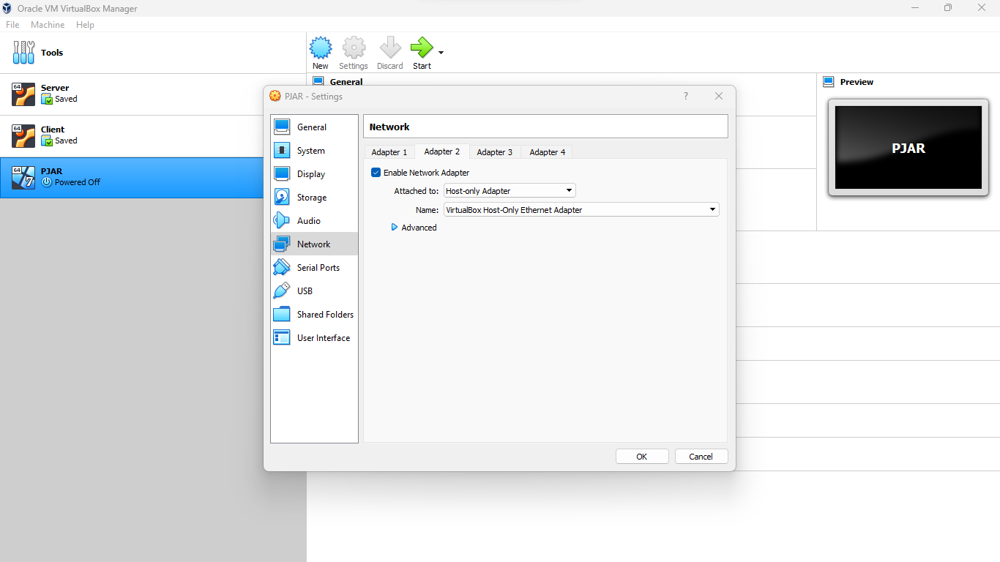 Oracle VM VirtualBox Manager
File Machine Help
Tools
New Settings Discard Start
64 Server
Saved
64 Client
Saved
64 7 PJAR
Powered Off
General
Preview
PJAR
PJAR - Settings ?
General
System
Display
Storage
Audio
Network
Serial Ports
USB
Shared Folders
User Interface
Network
Adapter 1 Adapter 2 Adapter 3 Adapter 4
Enable Network Adapter
Attached to: Host-only Adapter
Name: VirtualBox Host-Only Ethernet Adapter
Advanced
OK Cancel